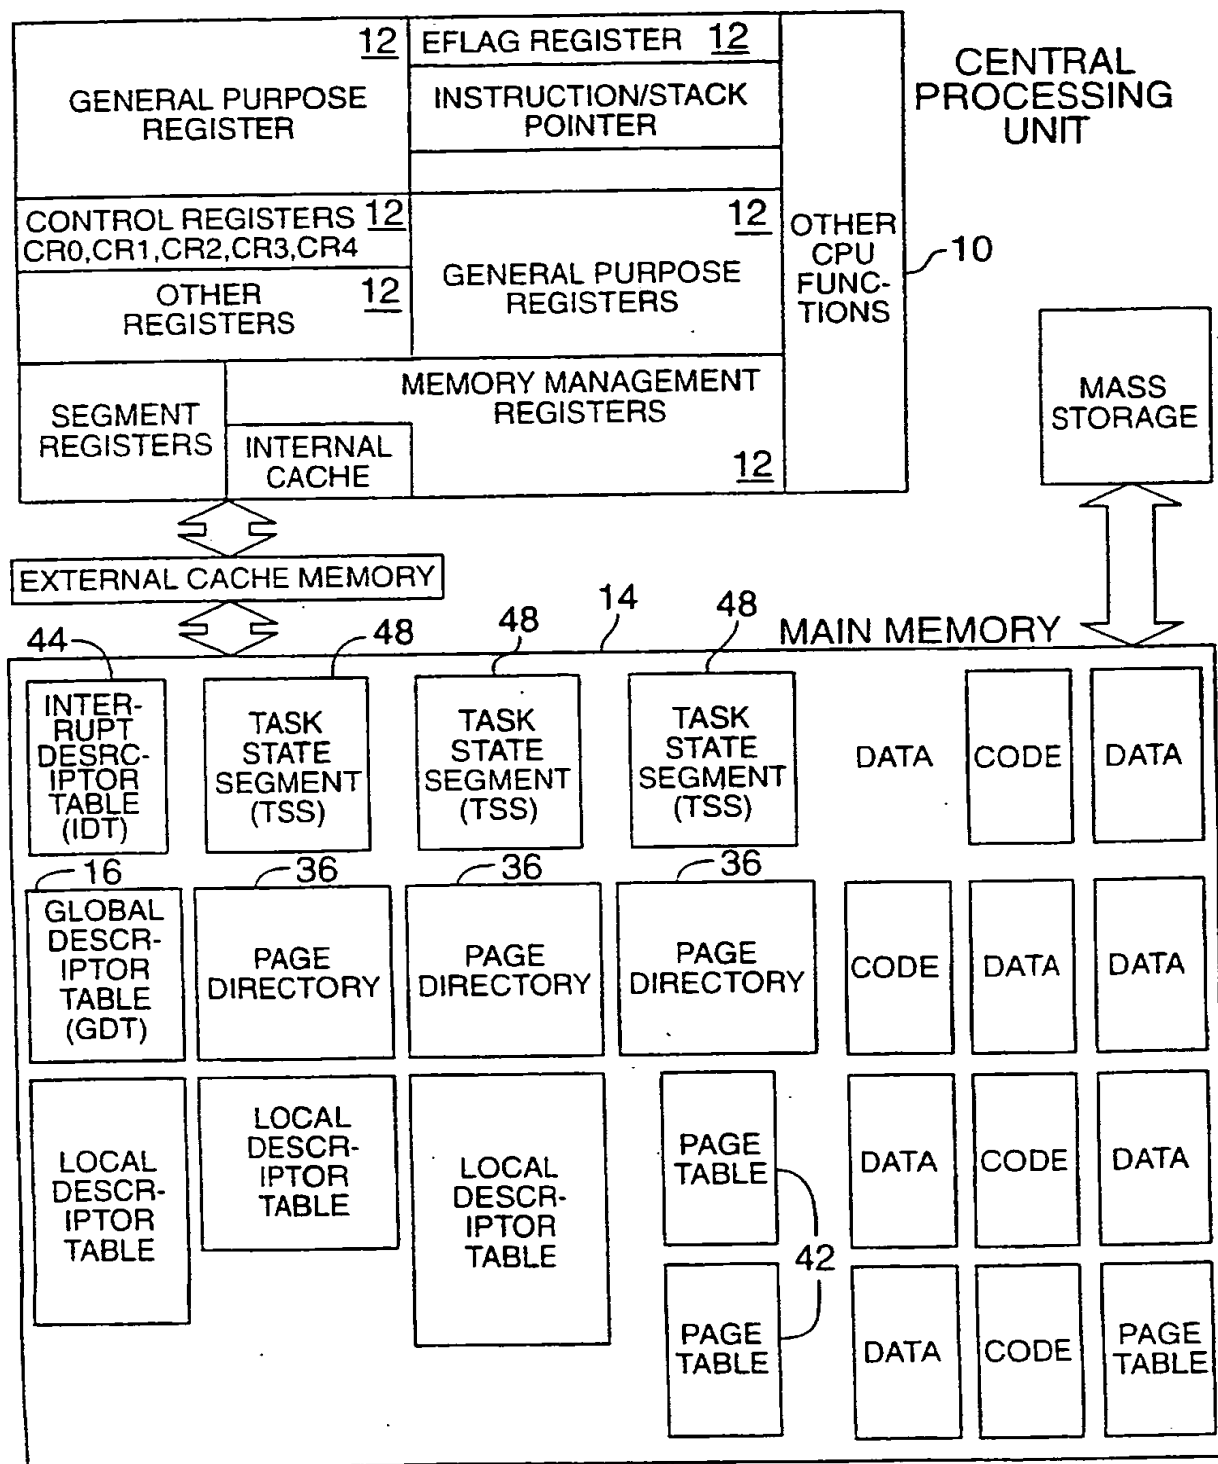 12
GENERAL PURPOSE
REGISTER
EFLAG REGISTER 12
INSTRUCTION/STACK
POINTER
CONTROL REGISTERS 12
CR0,CR1,CR2,CR3,CR4
OTHER 12
REGISTERS
12
GENERAL PURPOSE
REGISTERS
SEGMENT
REGISTERS
MEMORY MANAGEMENT
REGISTERS
INTERNAL
CACHE
12
OTHER
CPU
FUNC-
TIONS
CENTRAL
PROCESSING
UNIT
10
MASS
STORAGE
EXTERNAL CACHE MEMORY
14
MAIN MEMORY
44
48
48
48
INTER-
RUPT
DESRC-
IPTOR
TABLE
(IDT)
TASK
STATE
SEGMENT
(TSS)
TASK
STATE
SEGMENT
(TSS)
TASK
STATE
SEGMENT
(TSS)
DATA
CODE
DATA
16
36
36
36
GLOBAL
DESCR-
IPTOR
TABLE
(GDT)
PAGE
DIRECTORY
PAGE
DIRECTORY
PAGE
DIRECTORY
CODE
DATA
DATA
LOCAL
DESCR-
IPTOR
TABLE
LOCAL
DESCR-
IPTOR
TABLE
LOCAL
DESCR-
IPTOR
TABLE
PAGE
TABLE
DATA
CODE
DATA
42
PAGE
TABLE
DATA
CODE
PAGE
TABLE